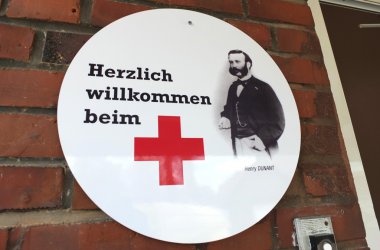 Herzlich
willkommen
beim
Henry DUNANT